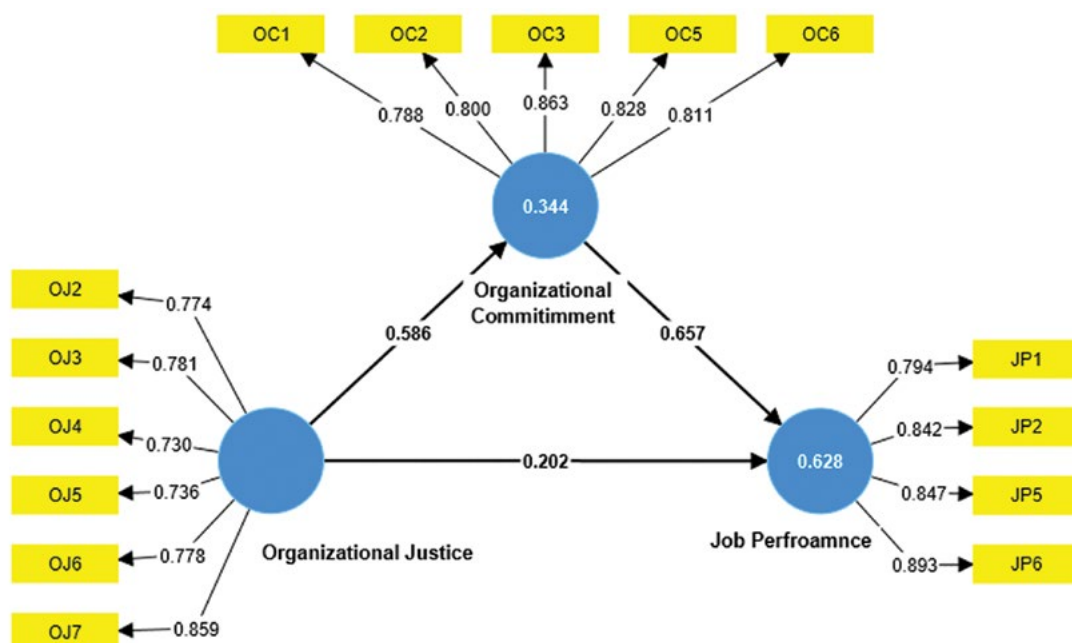 OC1
OC2
OC3
OC5
OC6
0.788
0.800
0.863
0.828
0.811
0.344
Organizational
Commitimment
OJ2
OJ3
OJ4
OJ5
OJ6
OJ7
0.774
0.781
0.730
0.736
0.778
0.859
0.586
0.657
0.202
Organizational Justice
0.628
Job Perfroamnce
0.794
0.842
0.847
0.893
JP1
JP2
JP5
JP6